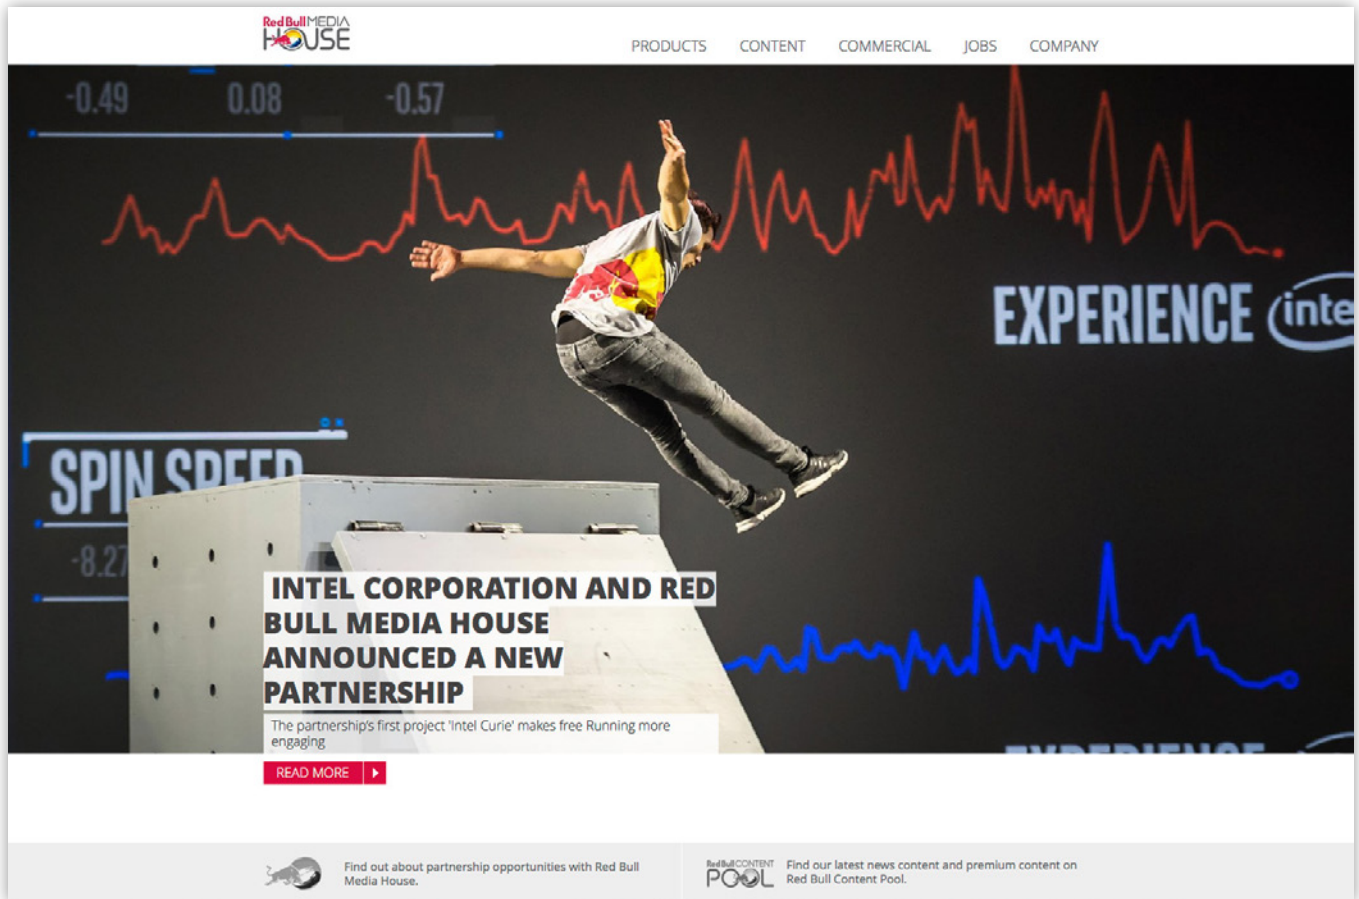 Red Bull MEDIA
HOUSE
PRODUCTS CONTENT COMMERCIAL JOBS COMPANY
-0.49 0.08 -0.57
EXPERIENCE inte
SPIN SPEED
-8.27
INTEL CORPORATION AND RED
BULL MEDIA HOUSE
ANNOUNCED A NEW
PARTNERSHIP
The partnership's first project 'Intel Curie' makes free Running more
engaging
EXPERIENCE
READ MORE
Find out about partnership opportunities with Red Bull
Media House.
Red Bull CONTENT
POOL
Find our latest news content and premium content on
Red Bull Content Pool.